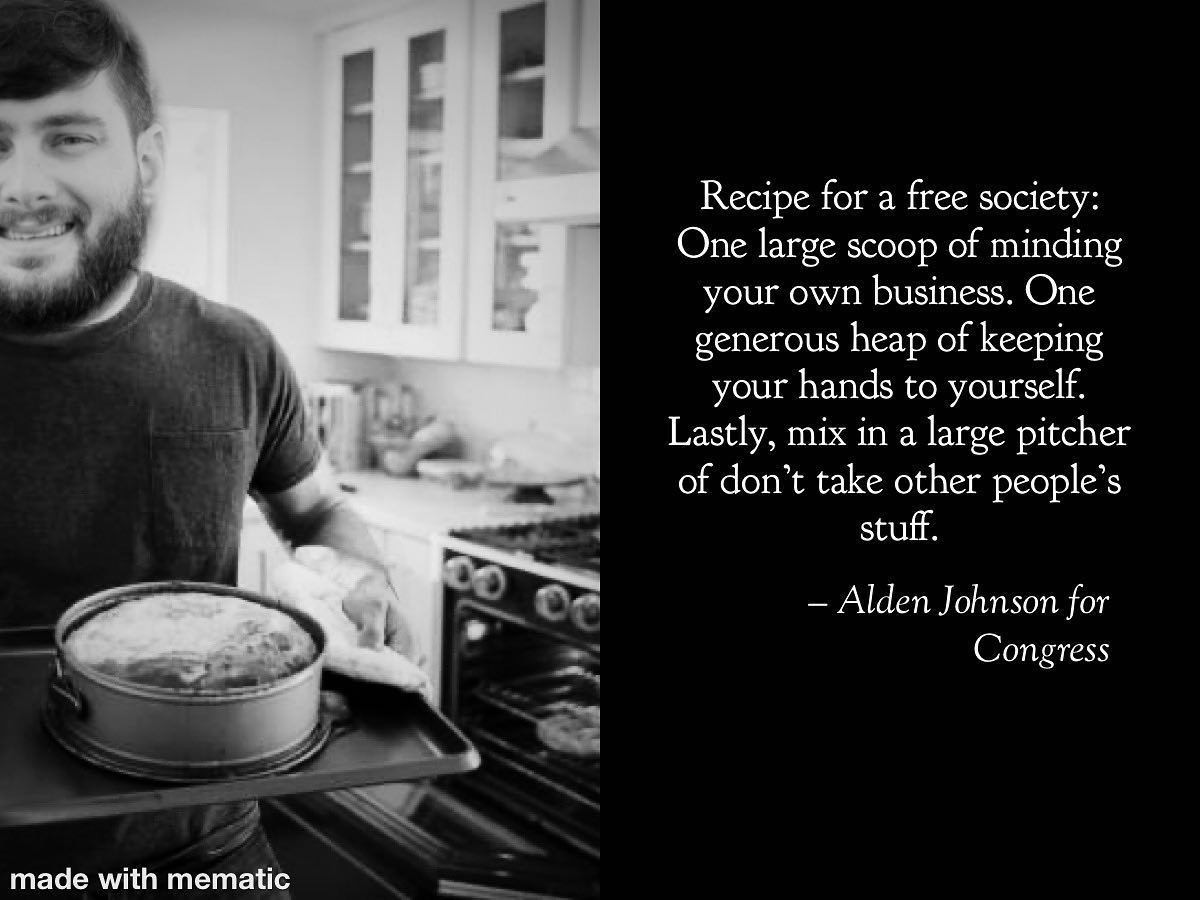 Recipe for a free society:
One large scoop of minding
your own business. One
generous heap of keeping
your hands to yourself.
Lastly, mix in a large pitcher
of don’t take other people’s
stuff.
– Alden Johnson for
Congress
made with mematic